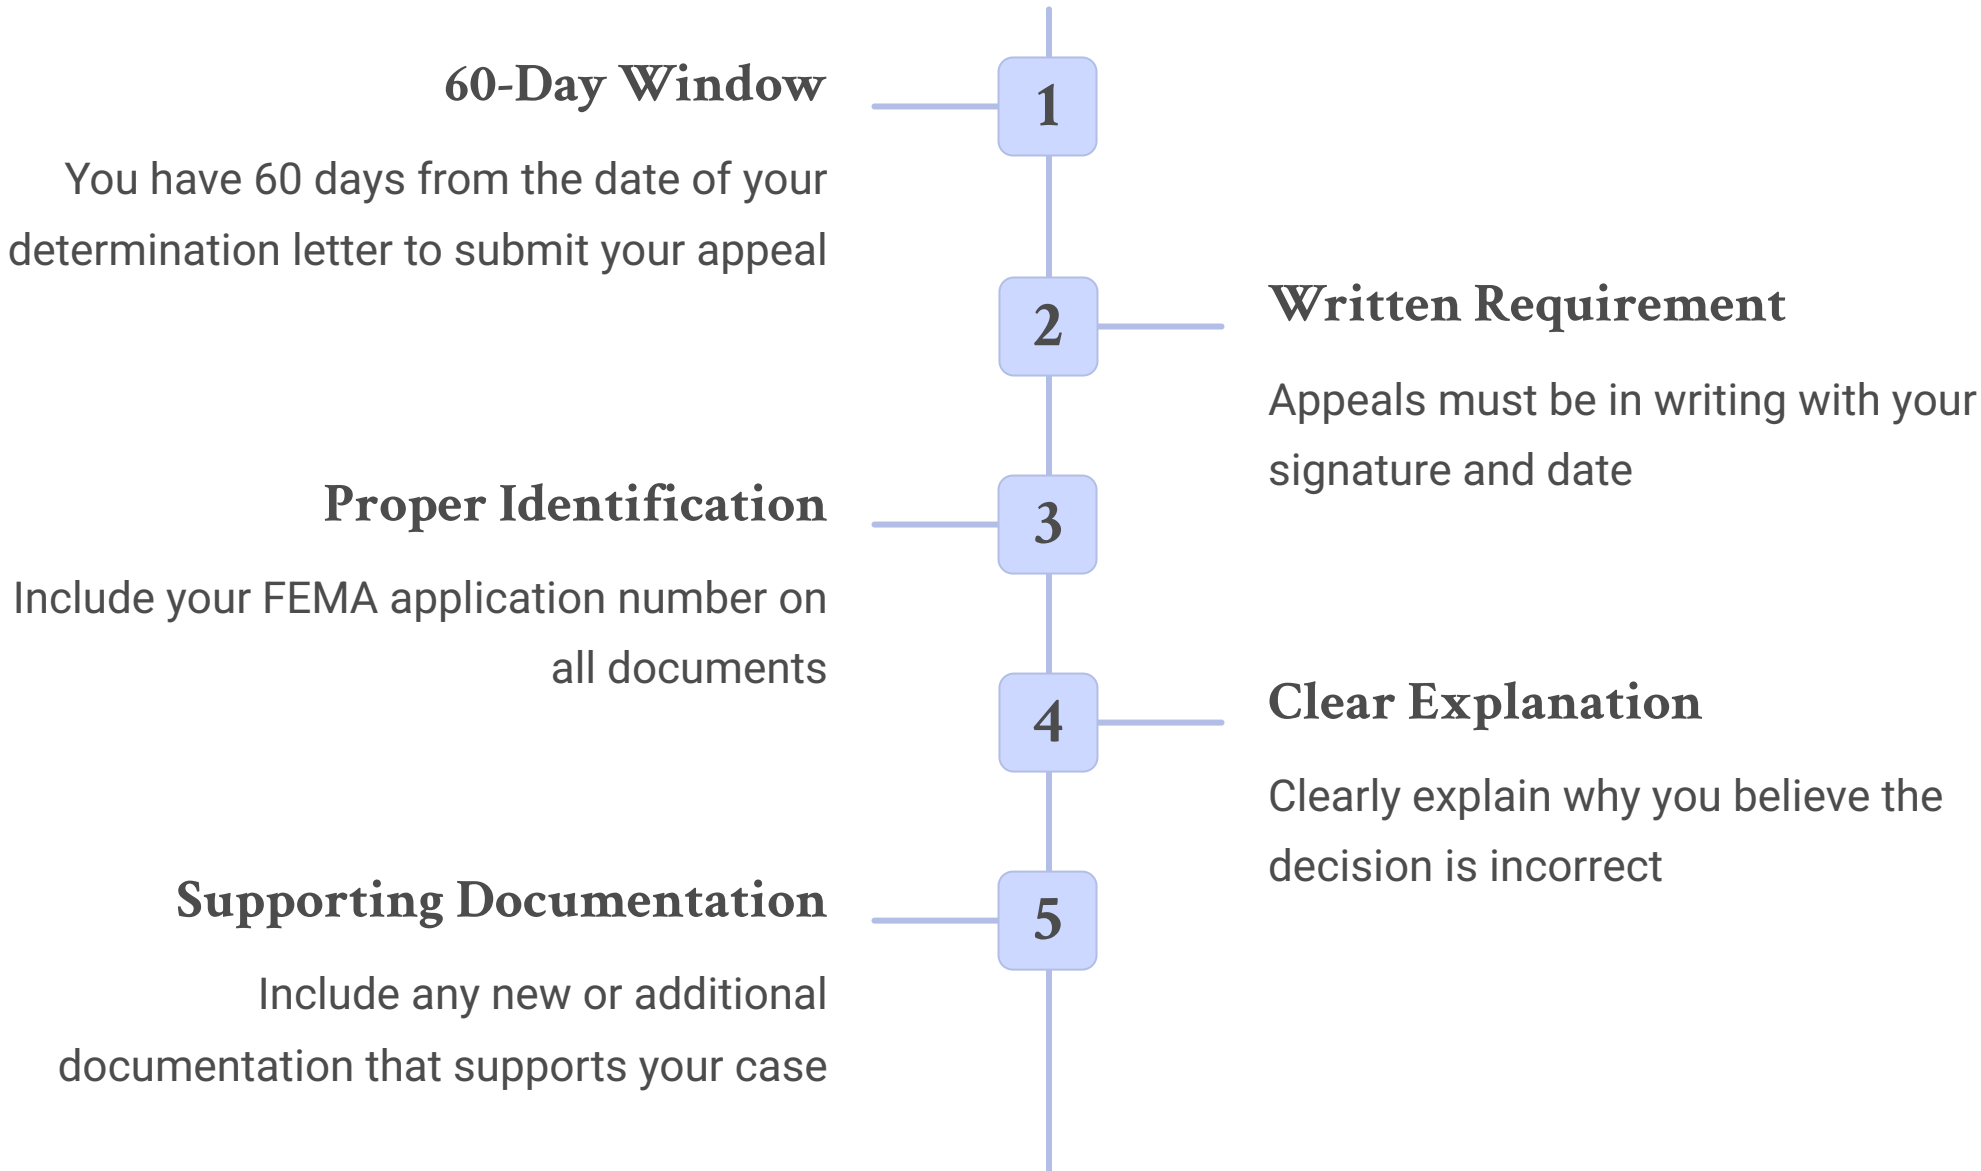 1
60-Day Window
You have 60 days from the date of your
determination letter to submit your appeal
2
Written Requirement
Appeals must be in writing with your
signature and date
3
Proper Identification
Include your FEMA application number on
all documents
4
Clear Explanation
Clearly explain why you believe the
decision is incorrect
5
Supporting Documentation
Include any new or additional
documentation that supports your case